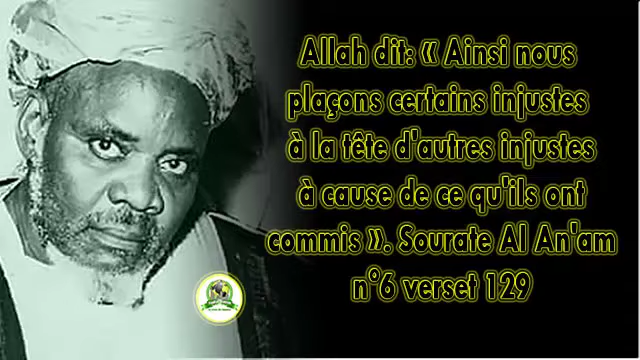 Allah dit: « Ainsi nous
plaçons certains injustes
à la tête d'autres injustes
à cause de ce qu'ils ont
commis ». Sourate Al An'am
n°6 verset 129